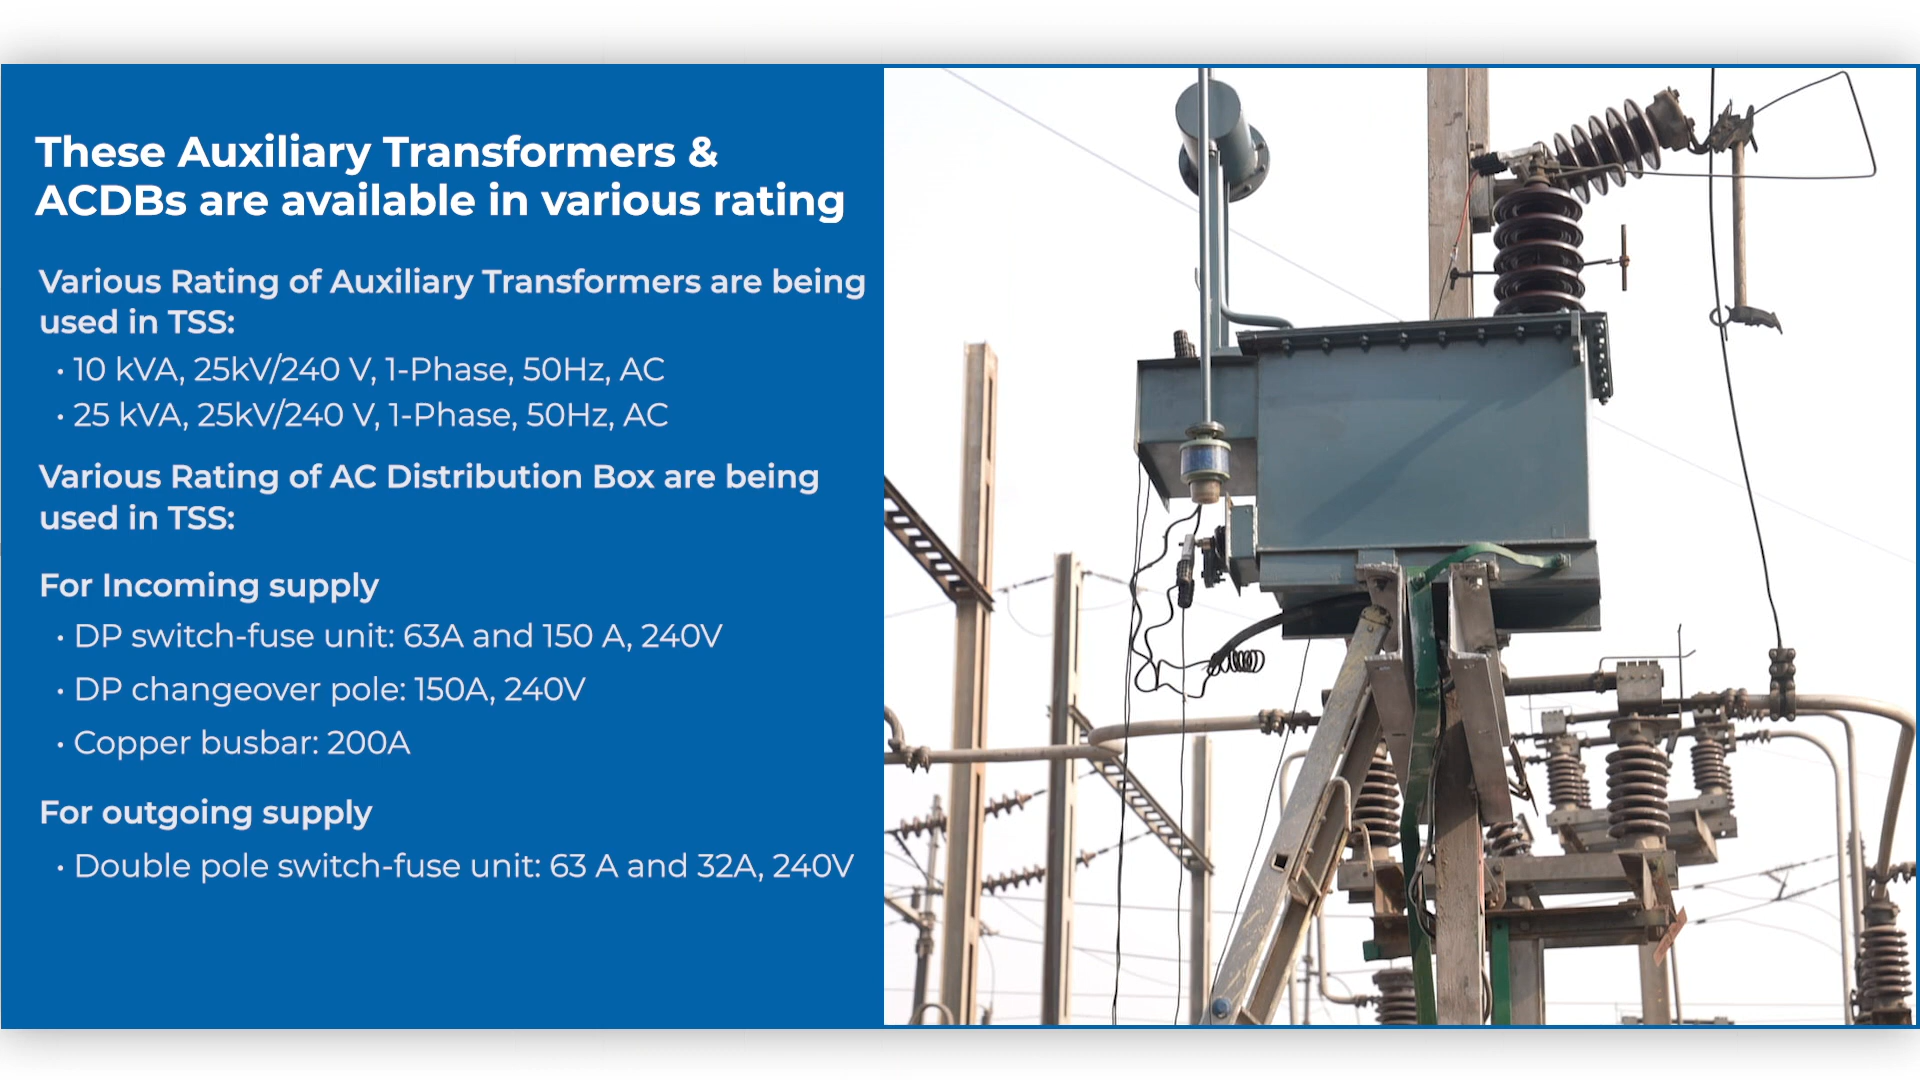 These Auxiliary Transformers &
ACDBs are available in various rating
Various Rating of Auxiliary Transformers are being
used in TSS:
• 10 kVA, 25kV/240 V, 1-Phase, 50Hz, AC
• 25 kVA, 25kV/240 V, 1-Phase, 50Hz, AC
Various Rating of AC Distribution Box are being
used in TSS:
For Incoming supply
• DP switch-fuse unit: 63A and 150 A, 240V
• DP changeover pole: 150A, 240V
• Copper busbar: 200A
For outgoing supply
• Double pole switch-fuse unit: 63 A and 32A, 240V